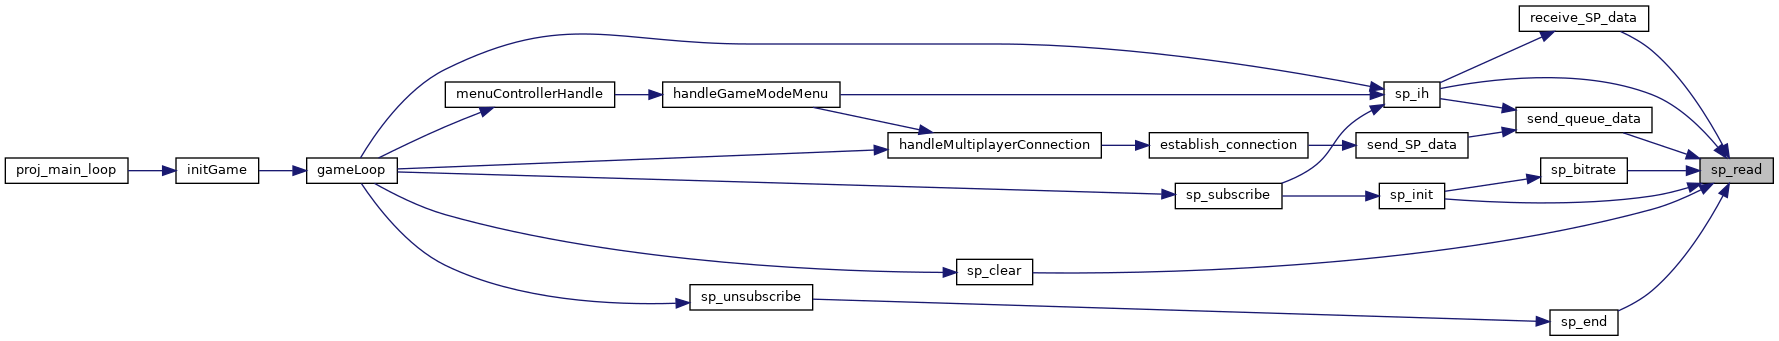 receive_SP_data
menuControllerHandle
handleGameModeMenu
sp_ih
send_queue_data
handleMultiplayerConnection
establish_connection
send_SP_data
proj_main_loop
initGame
gameLoop
sp_bitrate
sp_read
sp_subscribe
sp_init
sp_clear
sp_unsubscribe
sp_end